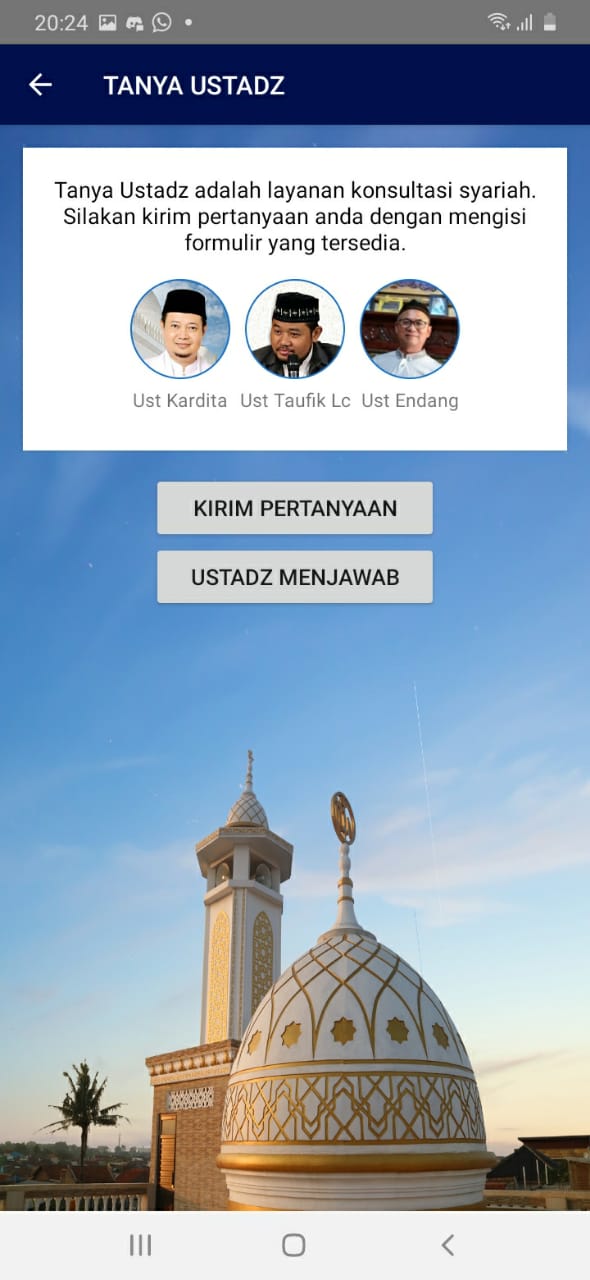 20:24
TANYA USTADZ
Tanya Ustadz adalah layanan konsultasi syariah.
Silakan kirim pertanyaan anda dengan mengisi
formulir yang tersedia.
Ust Kardita Ust Taufik Lc Ust Endang
KIRIM PERTANYAAN
USTADZ MENJAWAB